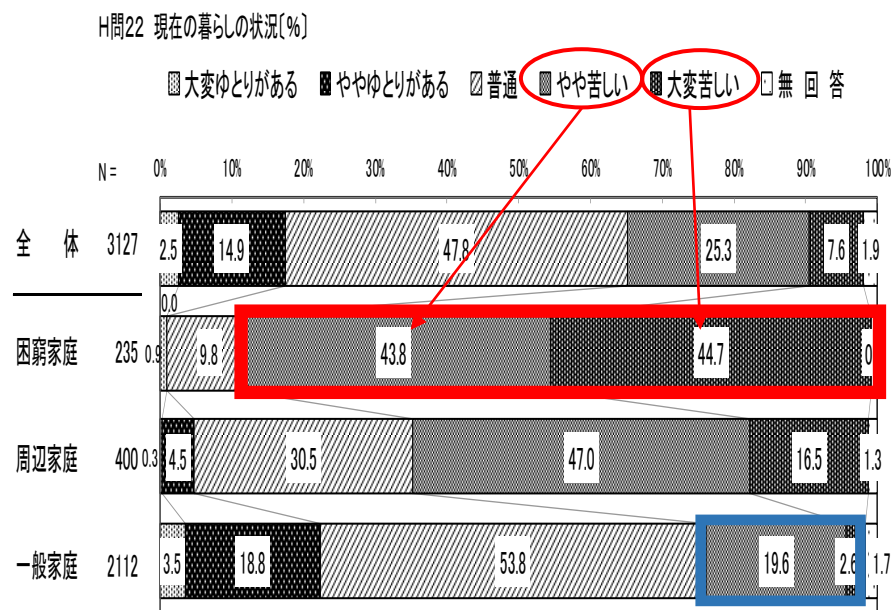 H問22 現在の暮らしの状況〔%〕
大変ゆとりがある ややゆとりがある 普通 やや苦しい 大変苦しい 無 回 答
N= 0% 10% 20% 30% 40% 50% 60% 70% 80% 90% 100%
全 体 3127 2.5 14.9 47.8 25.3 7.6 1.9
0.0
困窮家庭 235 0.9 9.8 43.8 44.7 0
周辺家庭 400 0.3 4.5 30.5 47.0 16.5 1.3
一般家庭 2112 3.5 18.8 53.8 19.6 2.6 1.7